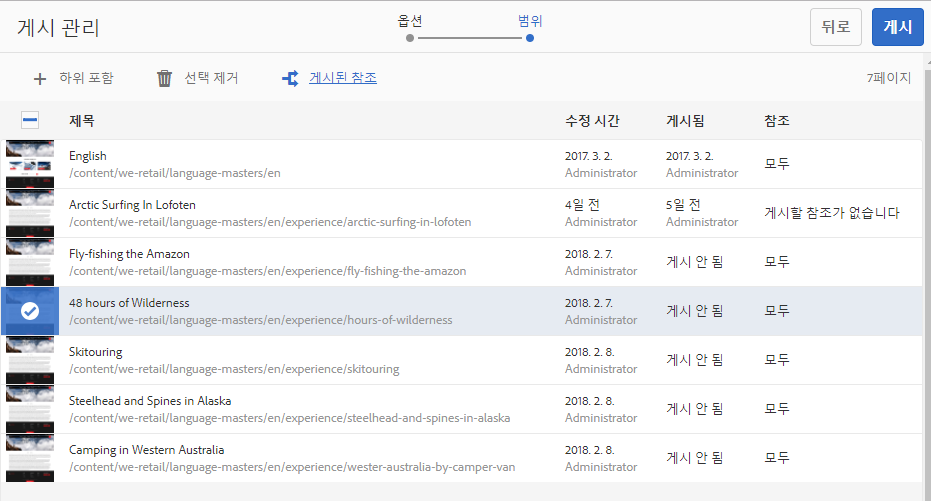 게시 관리
옵션
범위
뒤로
게시
하위 포함
선택 제거
게시된 참조
7페이지
제목
수정 시간
게시됨
참조
English
/content/we-retail/language-masters/en
2017. 3. 2.
Administrator
2017. 3. 2.
Administrator
모두
Arctic Surfing In Lofoten
/content/we-retail/language-masters/en/experience/arctic-surfing-in-lofoten
4일 전
Administrator
5일 전
Administrator
게시할 참조가 없습니다
Fly-fishing the Amazon
/content/we-retail/language-masters/en/experience/fly-fishing-the-amazon
2018. 2. 7.
Administrator
게시 안 됨
모두
48 hours of Wilderness
/content/we-retail/language-masters/en/experience/hours-of-wilderness
2018. 2. 7.
Administrator
게시 안 됨
모두
Skitouring
/content/we-retail/language-masters/en/experience/skitouring
2018. 2. 8.
Administrator
게시 안 됨
모두
Steelhead and Spines in Alaska
/content/we-retail/language-masters/en/experience/steelhead-and-spines-in-alaska
2018. 2. 8.
Administrator
게시 안 됨
모두
Camping in Western Australia
/content/we-retail/language-masters/en/experience/wester-australia-by-camper-van
2018. 2. 8.
Administrator
게시 안 됨
모두